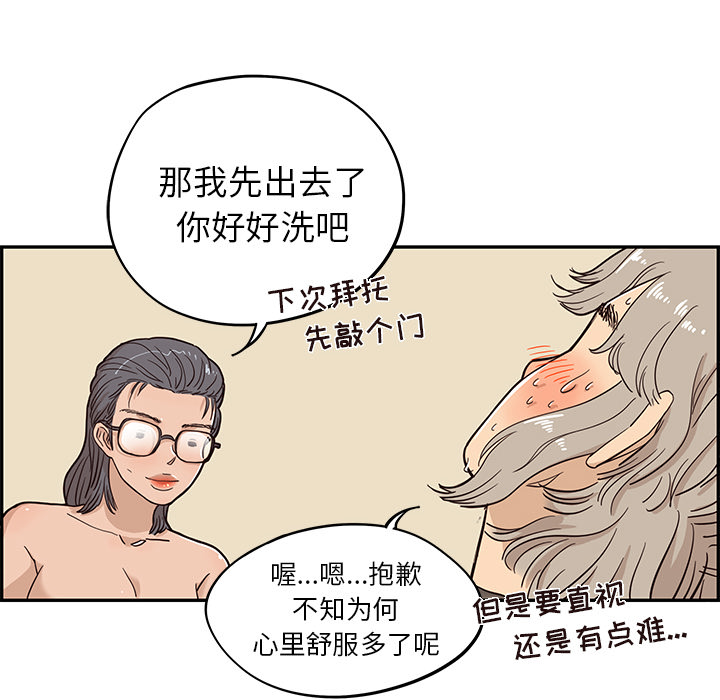 那我先出去了
你好好洗吧
下次拜托
先敲个门
喔...嗯...抱歉
不知为何
心里舒服多了呢
但是要直视
还是有点难...